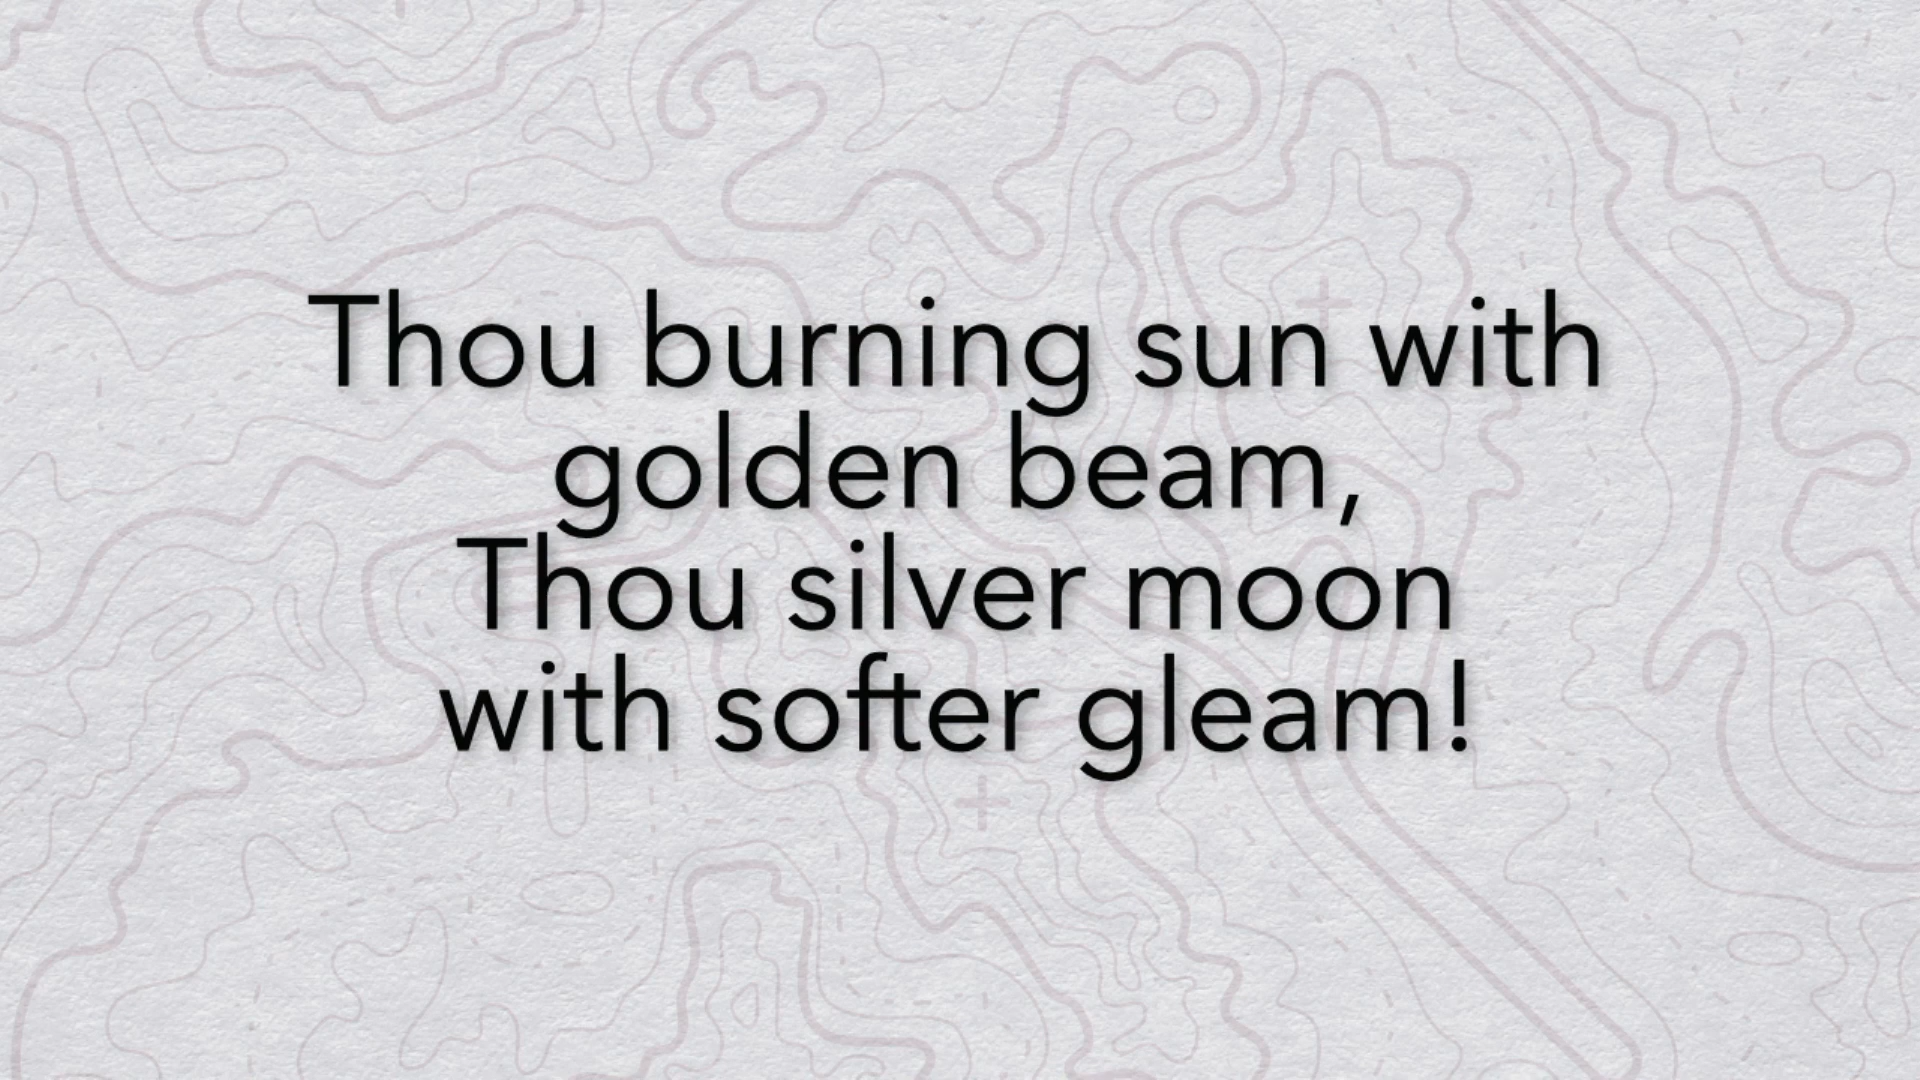 Thou burning sun with
golden beam,
Thou silver moon
with softer gleam!